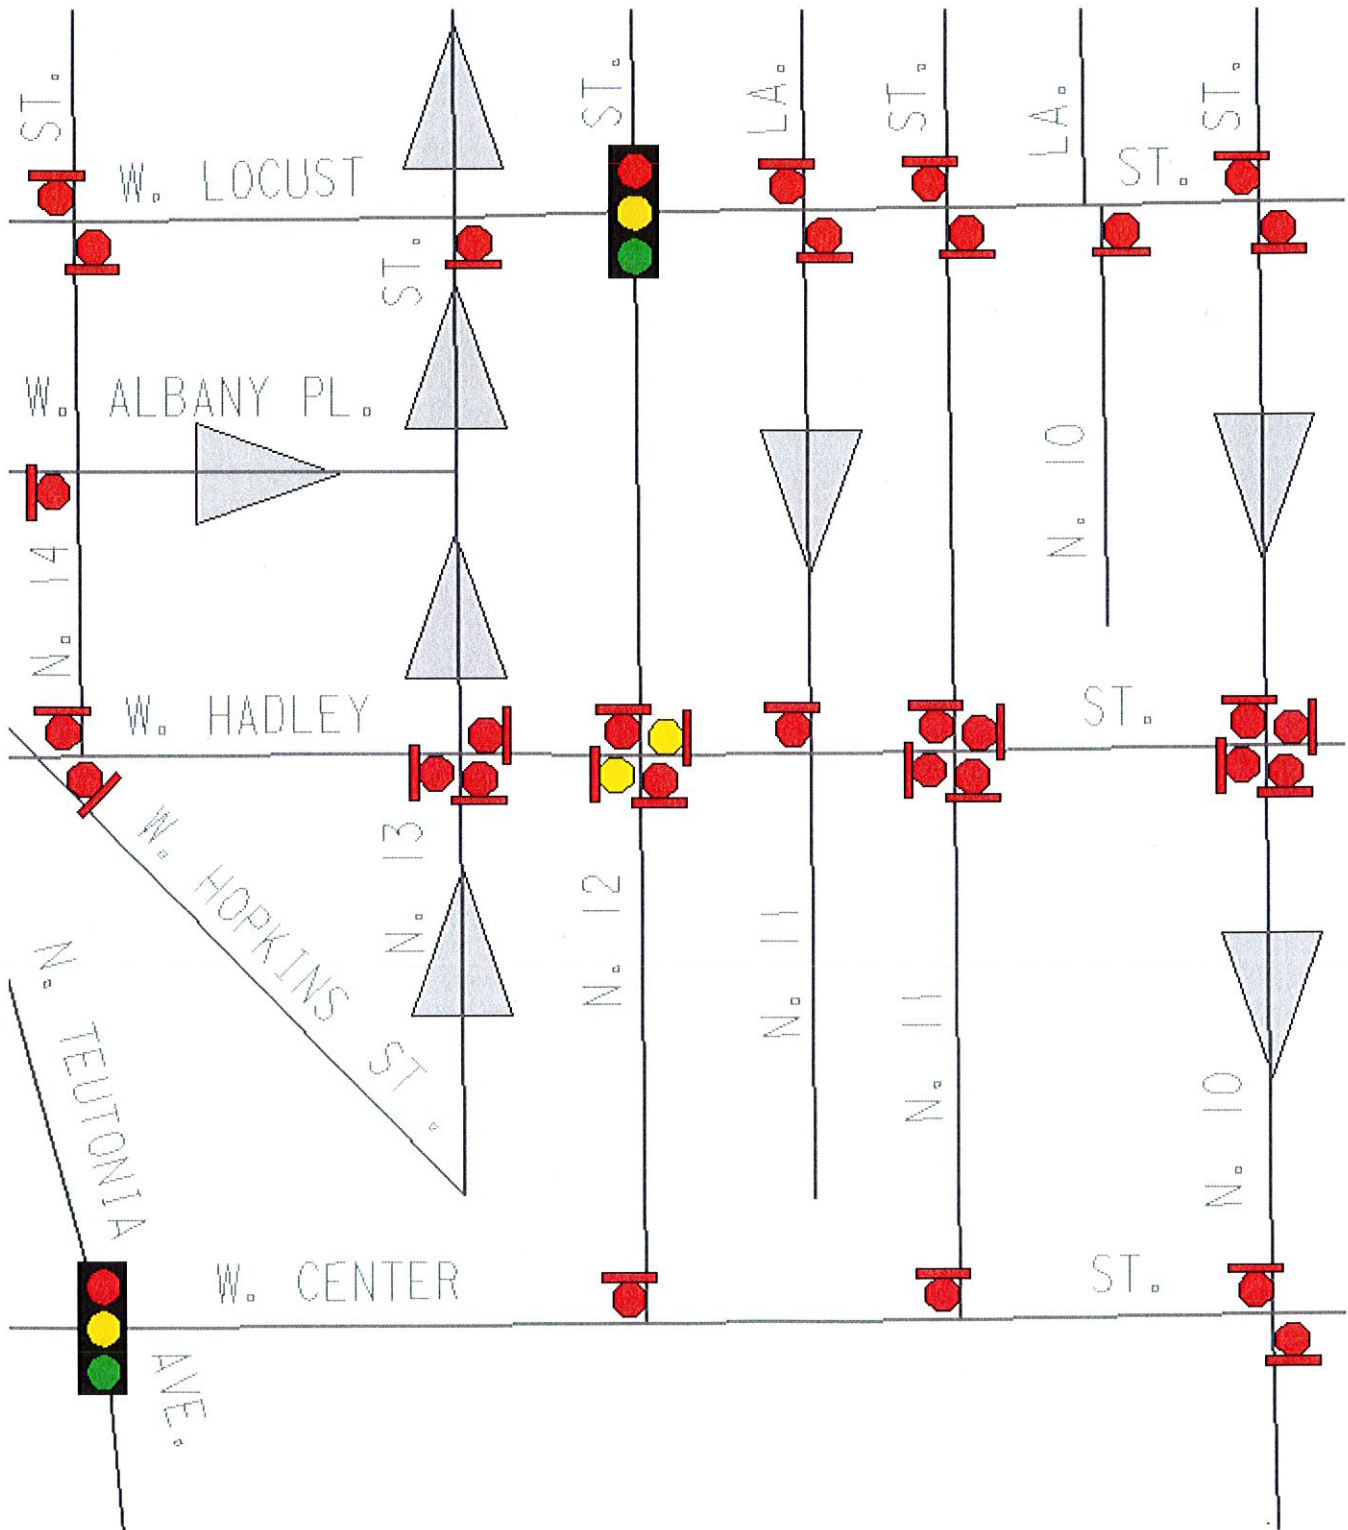 ST.
ST.
LA.
ST.
LA.
ST.
W. LOCUST
ST.
ST.
W. ALBANY PL.
N. 14
N. 10
W. HADLEY
ST.
N. 13
N. 12
N. 11
N. 11
N. 10
W. HOPKINS ST.
N. TEUTONIA AVE.
W. CENTER
ST.